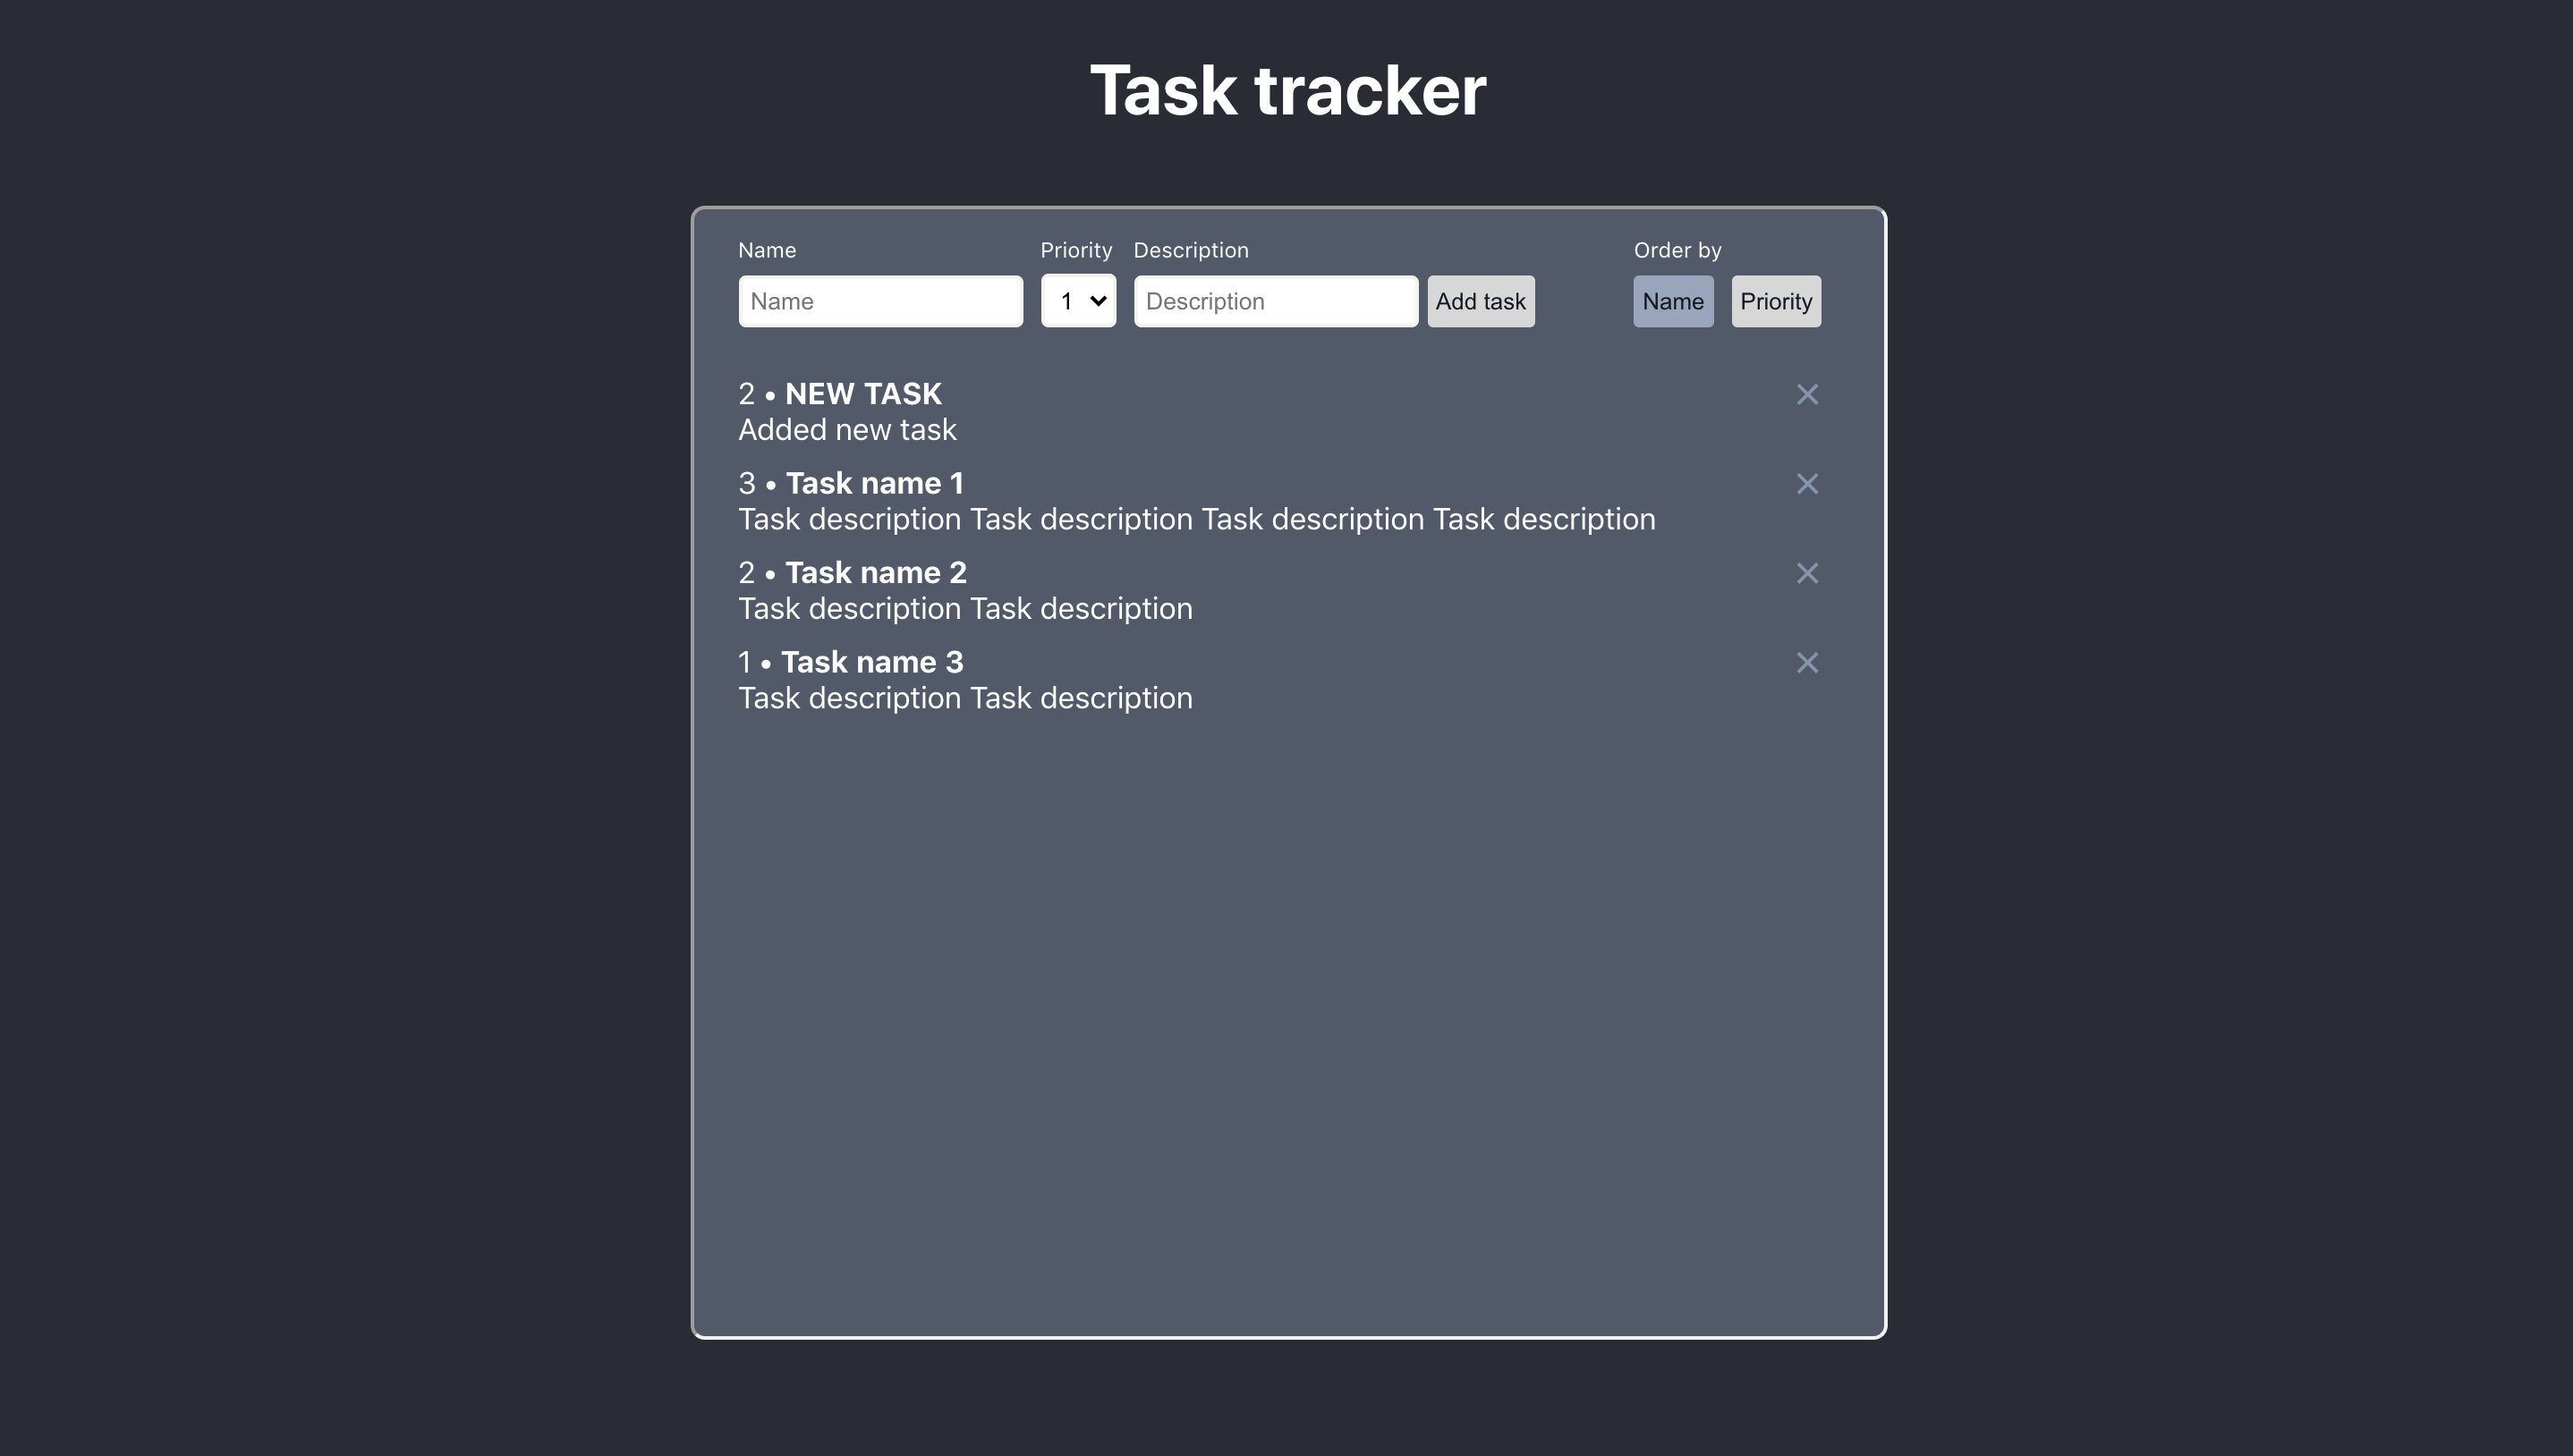 Task tracker
Name Priority Description Order by
Name 1 Description Add task Name Priority
2 • NEW TASK
Added new task
3 • Task name 1
Task description Task description Task description Task description
2 • Task name 2
Task description Task description
1 • Task name 3
Task description Task description